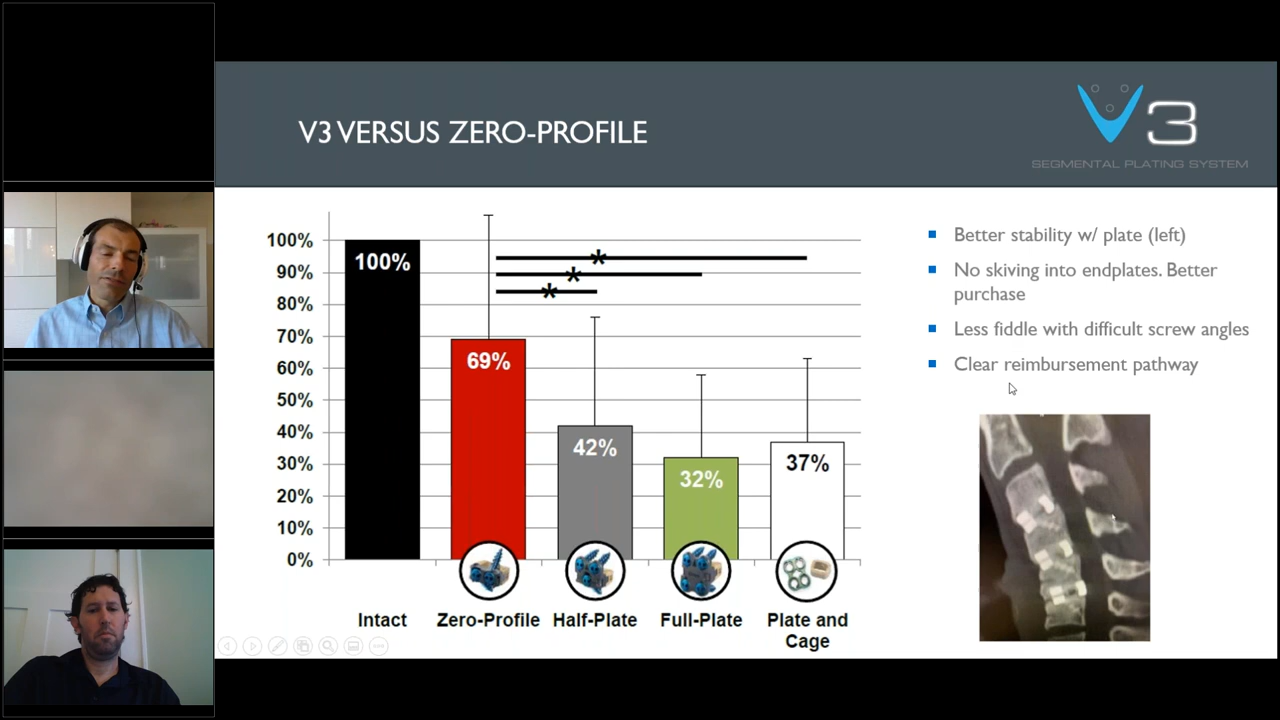 V3 VERSUS ZERO-PROFILE
V3
SEGMENTAL PLATING SYSTEM
100%
90%
80%
70%
60%
50%
40%
30%
20%
10%
0%
100%
69%
42%
32%
37%
* 
*
*
Intact
Zero-Profile
Half-Plate
Full-Plate
Plate and
Cage
Better stability w/ plate (left)
No skiving into endplates. Better
purchase
Less fiddle with difficult screw angles
Clear reimbursement pathway